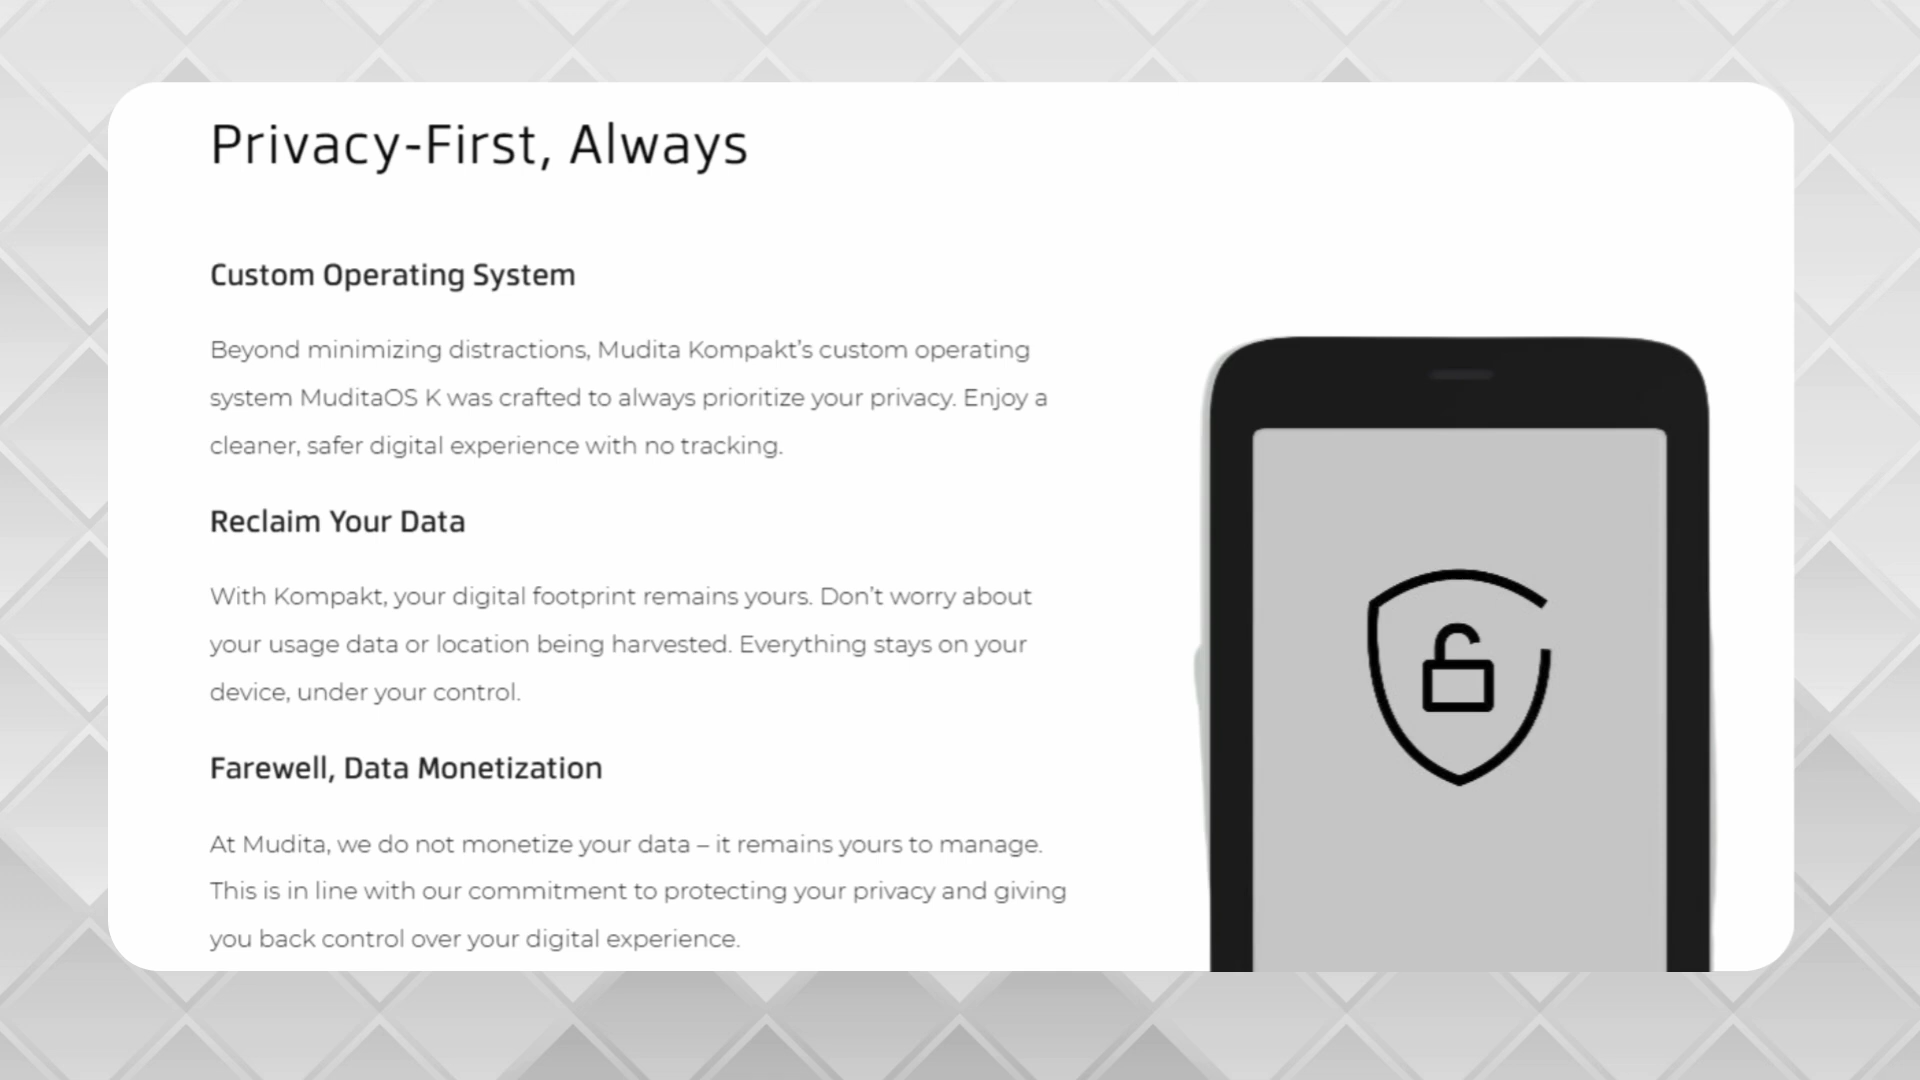 Privacy-First, Always
Custom Operating System
Beyond minimizing distractions, Mudita Kompakt’s custom operating
system MuditaOS K was crafted to always prioritize your privacy. Enjoy a
cleaner, safer digital experience with no tracking.
Reclaim Your Data
With Kompakt, your digital footprint remains yours. Don’t worry about
your usage data or location being harvested. Everything stays on your
device, under your control.
Farewell, Data Monetization
At Mudita, we do not monetize your data – it remains yours to manage.
This is in line with our commitment to protecting your privacy and giving
you back control over your digital experience.